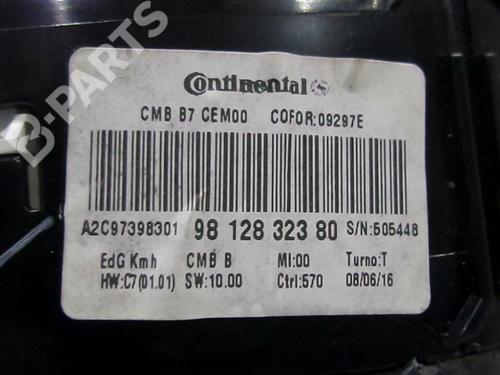 B-PARTS
Continental
CMB B7 CEM00 COFOR:09297E
A2C97398301 98 128 323 80 S/N:505448
EdG Kmh CMB B MI:00 Turno:T
HW:C7(01.01) SW:10.00 Ctrl:570 08/06/16
B-PARTS